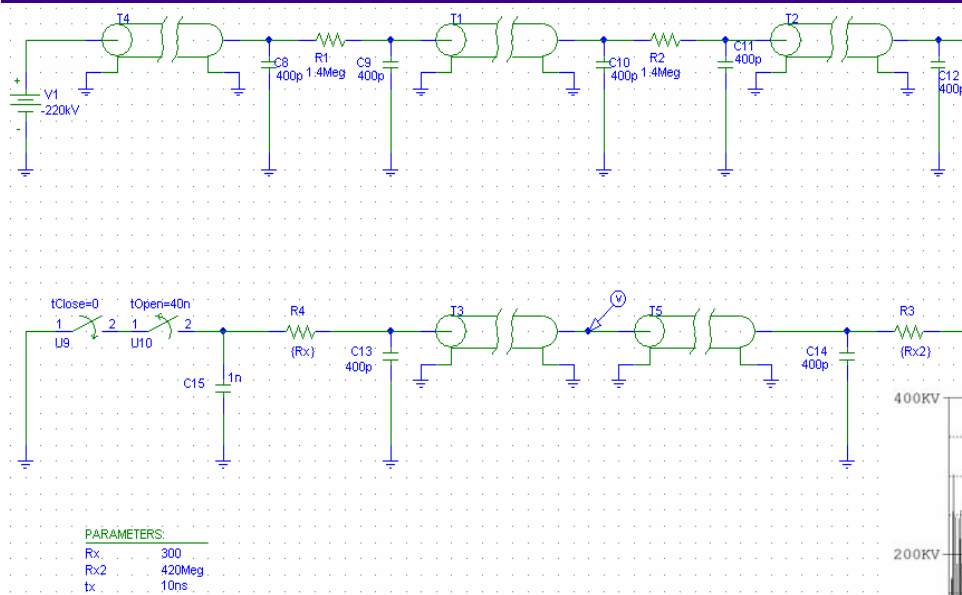 T4
T1
T2
C8
400p
R1
1.4Meg
C9
400p
C10
400p
R2
1.4Meg
C11
400p
C12
400p
+
V1
-220kV
-
tClose=0
tOpen=40n
1
2
1
2
U9
U10
R4
{Rx}
C13
400p
T3
V
T5
C14
400p
R3
{Rx2}
C15
1n
400KV
200KV
PARAMETERS:
Rx 300
Rx2 420Meg
tx 10ns